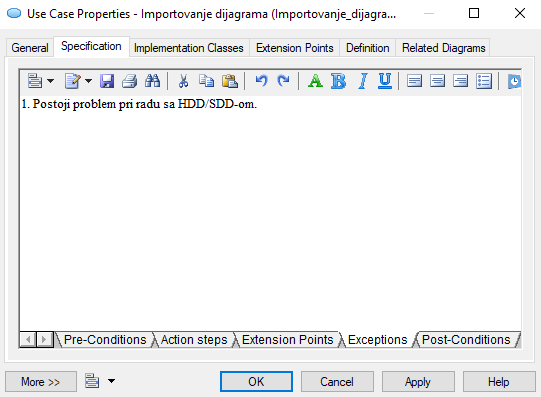 Use Case Properties - Importovanje dijagrama (Importovanje_dijagra...
General Specification Implementation Classes Extension Points Definition Related Diagrams
A B I U
1. Postoji problem pri radu sa HDD/SDD-om.
Pre-Conditions Action steps Extension Points Exceptions Post-Conditions
More >> OK Cancel Apply Help